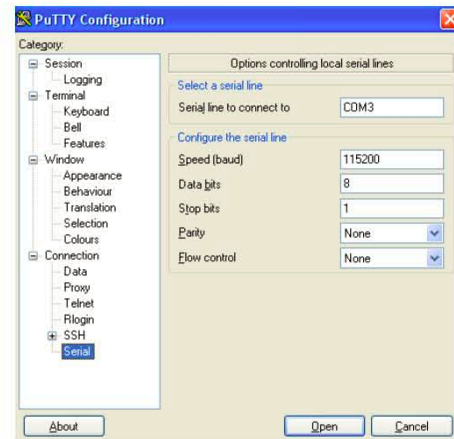 PuTTY Configuration
Category:
Session
Logging
Terminal
Keyboard
Bell
Features
Window
Appearance
Behaviour
Translation
Selection
Colours
Connection
Data
Proxy
Telnet
Rlogin
SSH
Serial
Options controlling local serial lines
Select a serial line
Serial line to connect to COM3
Configure the serial line
Speed (baud) 115200
Data bits 8
Stop bits 1
Parity None
Flow control None
About Open Cancel